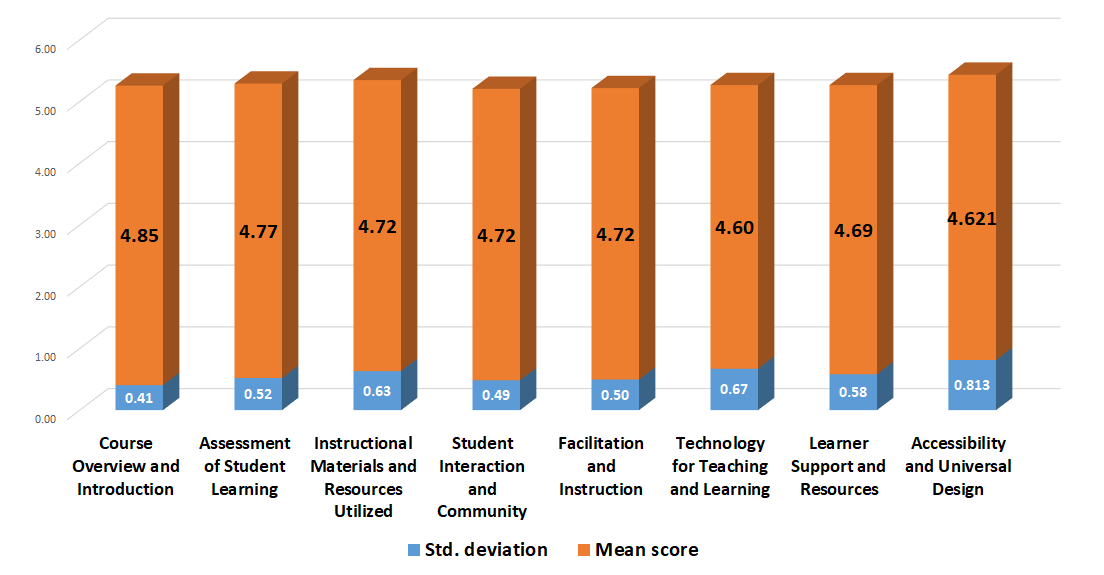 6.00
5.00
4.00
3.00
2.00
1.00
0.00
4.85
4.77
4.72
4.72
4.72
4.60
4.69
4.621
0.41
0.52
0.63
0.49
0.50
0.67
0.58
0.813
Course
Overview and
Introduction
Assessment
of Student
Learning
Instructional
Materials and
Resources
Utilized
Student
Interaction
and
Community
Facilitation
and
Instruction
Technology
for Teaching
and Learning
Learner
Support and
Resources
Accessibility
and Universal
Design
Std. deviation
Mean score